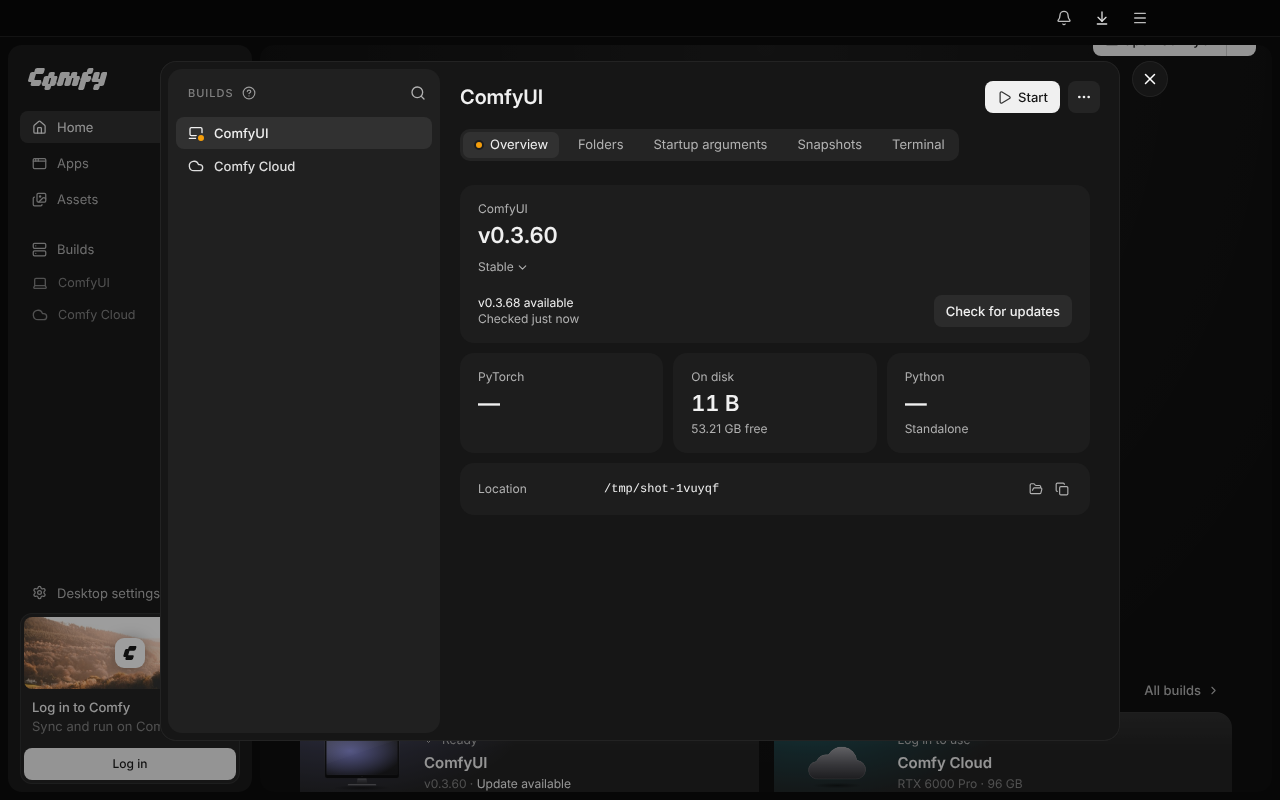 Comfy
Home
Apps
Assets
Builds
ComfyUI
Comfy Cloud
Desktop settings
Log in to Comfy
Sync and run on Com
Log in
BUILDS
ComfyUI
Comfy Cloud
ComfyUI
Start
Overview
Folders
Startup arguments
Snapshots
Terminal
ComfyUI
v0.3.60
Stable
v0.3.68 available
Checked just now
Check for updates
PyTorch
—
On disk
11 B
53.21 GB free
Python
—
Standalone
Location
/tmp/shot-1vuyqf
All builds
Ready
ComfyUI
v0.3.60 · Update available
Log in to use
Comfy Cloud
RTX 6000 Pro · 96 GB